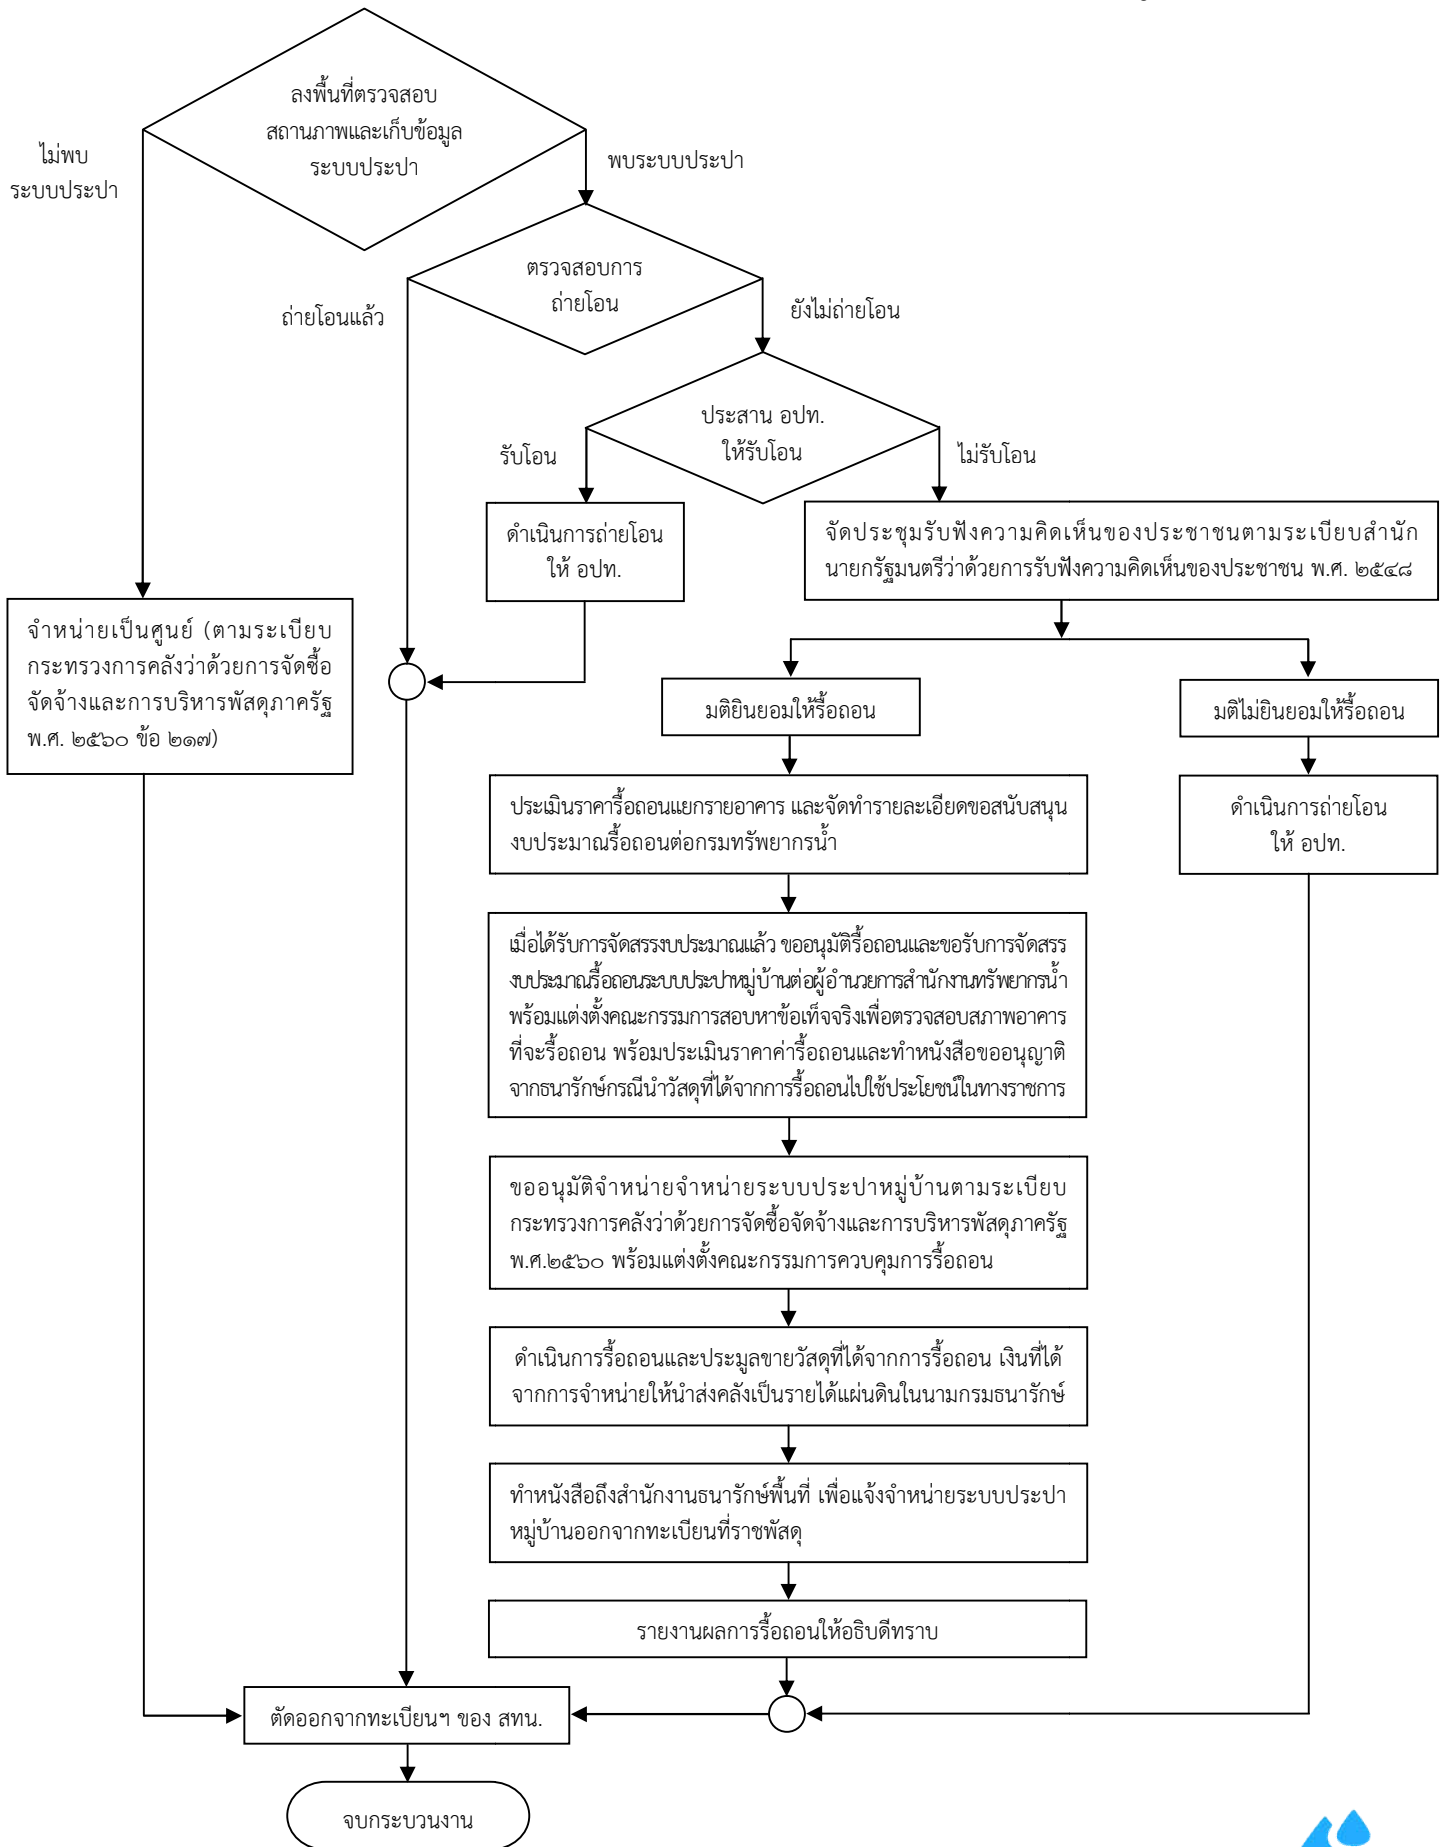 ลงพื้นที่ตรวจสอบ
สถานภาพและเก็บข้อมูล
ระบบประปา
ไม่พบ
ระบบประปา
พบระบบประปา
ตรวจสอบการ
ถ่ายโอน
ถ่ายโอนแล้ว
ยังไม่ถ่ายโอน
ประสาน อปท.
ให้รับโอน
รับโอน
ไม่รับโอน
ดำเนินการถ่ายโอน
ให้ อปท.
จัดประชุมรับฟังความคิดเห็นของประชาชนตามระเบียบสำนัก
นายกรัฐมนตรีว่าด้วยการรับฟังความคิดเห็นของประชาชน พ.ศ. ๒๕๔๘
จำหน่ายเป็นศูนย์ (ตามระเบียบ
กระทรวงการคลังว่าด้วยการจัดซื้อ
จัดจ้างและการบริหารพัสดุภาครัฐ
พ.ศ. ๒๕๖๐ ข้อ ๒๑๗)
มติยินยอมให้รื้อถอน
มติไม่ยินยอมให้รื้อถอน
ประเมินราคารื้อถอนแยกรายอาคาร และจัดทำรายละเอียดขอสนับสนุน
งบประมาณรื้อถอนต่อกรมทรัพยากรน้ำ
ดำเนินการถ่ายโอน
ให้ อปท.
เมื่อได้รับการจัดสรรงบประมาณแล้ว ขออนุมัติรื้อถอนและขอรับการจัดสรร
งบประมาณรื้อถอนระบบประปาหมู่บ้านต่อผู้อำนวยการสำนักงานทรัพยากรน้ำ
พร้อมแต่งตั้งคณะกรรมการสอบหาข้อเท็จจริงเพื่อตรวจสอบสภาพอาคาร
ที่จะรื้อถอน พร้อมประเมินราคาค่ารื้อถอนและทำหนังสือขออนุญาติ
จากธนารักษ์กรณีนำวัสดุที่ได้จากการรื้อถอนไปใช้ประโยชน์ในทางราชการ
ขออนุมัติจำหน่ายจำหน่ายระบบประปาหมู่บ้านตามระเบียบ
กระทรวงการคลังว่าด้วยการจัดซื้อจัดจ้างและการบริหารพัสดุภาครัฐ
พ.ศ.๒๕๖๐ พร้อมแต่งตั้งคณะกรรมการควบคุมการรื้อถอน
ดำเนินการรื้อถอนและประมูลขายวัสดุที่ได้จากการรื้อถอน เงินที่ได้
จากการจำหน่ายให้นำส่งคลังเป็นรายได้แผ่นดินในนามกรมธนารักษ์
ทำหนังสือถึงสำนักงานธนารักษ์พื้นที่ เพื่อแจ้งจำหน่ายระบบประปา
หมู่บ้านออกจากทะเบียนที่ราชพัสดุ
รายงานผลการรื้อถอนให้อธิบดีทราบ
ตัดออกจากทะเบียนฯ ของ สทน.
จบกระบวนงาน